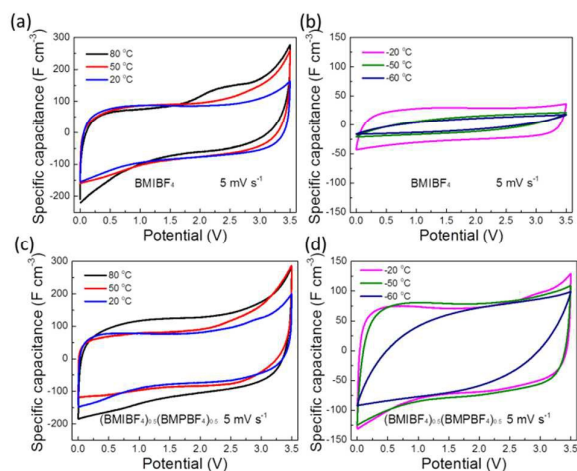 (a)
Specific capacitance (F cm⁻³)
300
200
100
0
-100
-200
80 °C
50 °C
20 °C
BMIBF₄ 5 mV s⁻¹
0.0 0.5 1.0 1.5 2.0 2.5 3.0 3.5
Potential (V)
(b)
Specific capacitance (F cm⁻³)
150
100
50
0
-50
-100
-150
-20 °C
-50 °C
-60 °C
BMIBF₄ 5 mV s⁻¹
0.0 0.5 1.0 1.5 2.0 2.5 3.0 3.5
Potential (V)
(c)
Specific capacitance (F cm⁻³)
300
200
100
0
-100
-200
80 °C
50 °C
20 °C
(BMIBF₄)₀.₅(BMPBF₄)₀.₅ 5 mV s⁻¹
0.0 0.5 1.0 1.5 2.0 2.5 3.0 3.5
Potential (V)
(d)
Specific capacitance (F cm⁻³)
150
100
50
0
-50
-100
-150
-20 °C
-50 °C
-60 °C
(BMIBF₄)₀.₅(BMPBF₄)₀.₅ 5 mV s⁻¹
0.0 0.5 1.0 1.5 2.0 2.5 3.0 3.5
Potential (V)